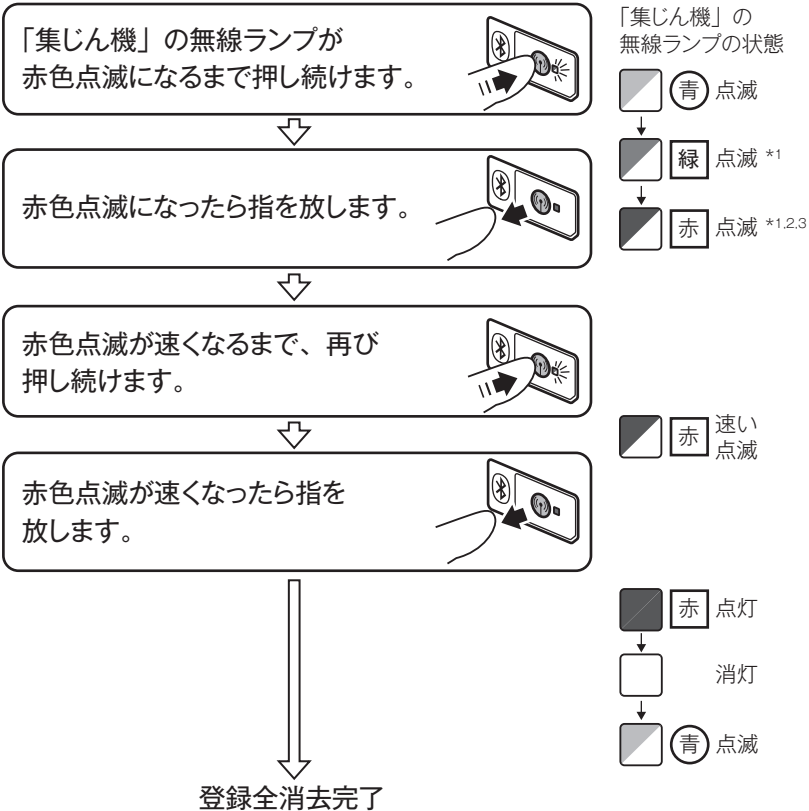 「集じん機」の無線ランプが
赤色点滅になるまで押し続けます。
赤色点滅になったら指を放します。
赤色点滅が速くなるまで、再び
押し続けます。
赤色点滅が速くなったら指を
放します。
登録全消去完了
「集じん機」の
無線ランプの状態
青 点滅
緑 点滅 *1
赤 点滅 *1,2,3
赤 速い
点滅
赤 点灯
消灯
青 点滅